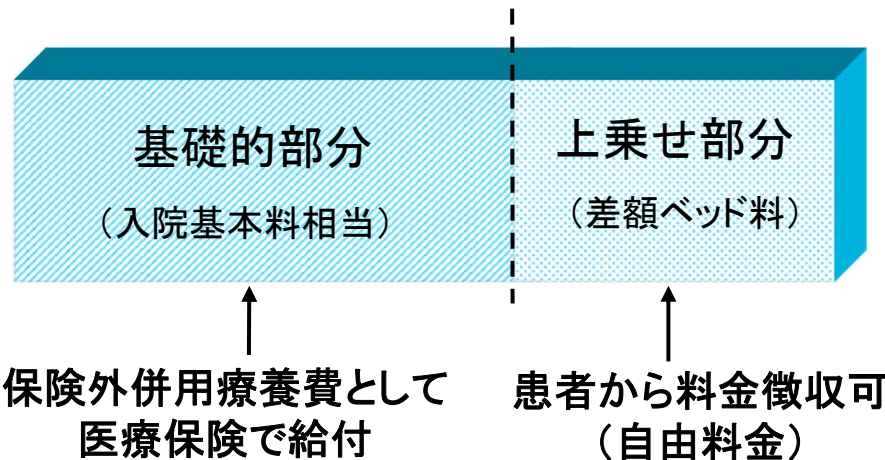 基礎的部分
（入院基本料相当）
上乗せ部分
（差額ベッド料）
保険外併用療養費として
医療保険で給付
患者から料金徴収可
（自由料金）